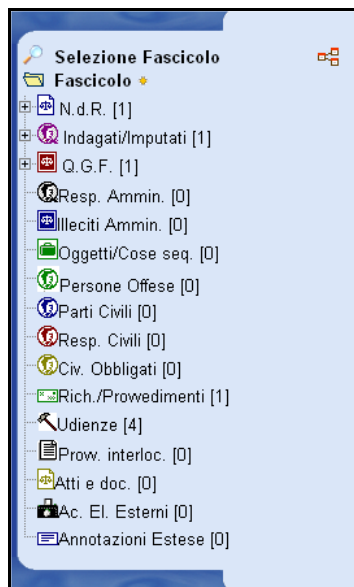 Selezione Fascicolo
Fascicolo
N.d.R. [1]
Indagati/Imputati [1]
Q.G.F. [1]
Resp. Ammin. [0]
Illeciti Ammin. [0]
Oggetti/Cose seq. [0]
Persone Offese [0]
Parti Civili [0]
Resp. Civili [0]
Civ. Obbligati [0]
Rich./Provvedimenti [1]
Udienze [4]
Provv. interloc. [0]
Atti e doc. [0]
Ac. El. Esterni [0]
Annotazioni Estese [0]